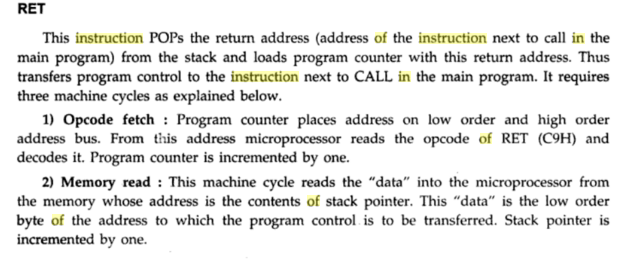 RET
This instruction POPs the return address (address of the instruction next to call in the
main program) from the stack and loads program counter with this return address. Thus
transfers program control to the instruction next to CALL in the main program. It requires
three machine cycles as explained below.
1) Opcode fetch : Program counter places address on low order and high order
address bus. From this address microprocessor reads the opcode of RET (C9H) and
decodes it. Program counter is incremented by one.
2) Memory read : This machine cycle reads the "data" into the microprocessor from
the memory whose address is the contents of stack pointer. This "data" is the low order
byte of the address to which the program control is to be transferred. Stack pointer is
incremented by one.